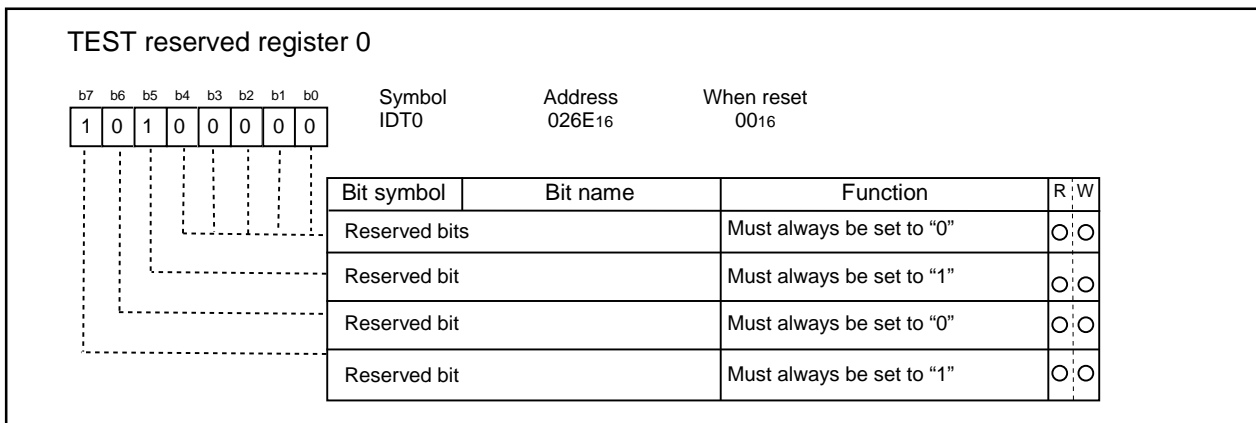 TEST reserved register 0
b7 b6 b5 b4 b3 b2 b1 b0
1 0 1 0 0 0 0 0
Symbol Address When reset
IDT0 026E16 0016
Bit symbol Bit name Function R W
Reserved bits Must always be set to “0”
Reserved bit Must always be set to “1”
Reserved bit Must always be set to “0”
Reserved bit Must always be set to “1”